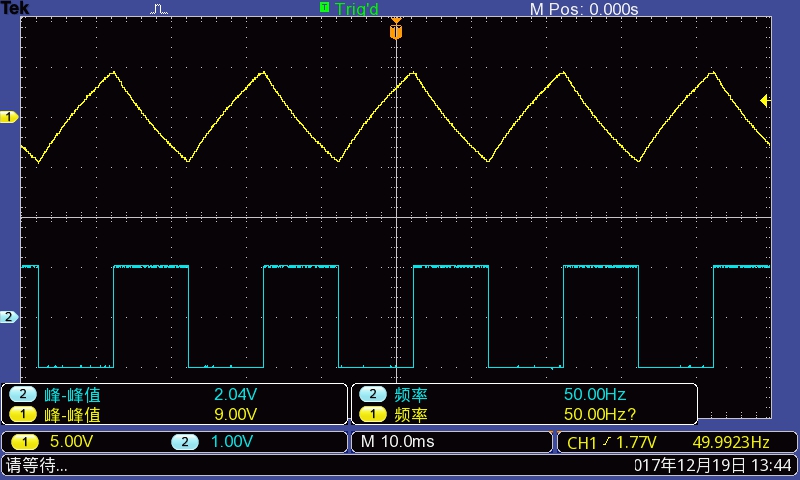 Tek T Trig'd M Pos: 0.000s
T
1
2
2 峰-峰值 2.04V 2 频率 50.00Hz
1 峰-峰值 9.00V 1 频率 50.00Hz?
1 5.00V 2 1.00V M 10.0ms CH1 1.77V 49.9923Hz
请等待... 017年12月19日 13:44